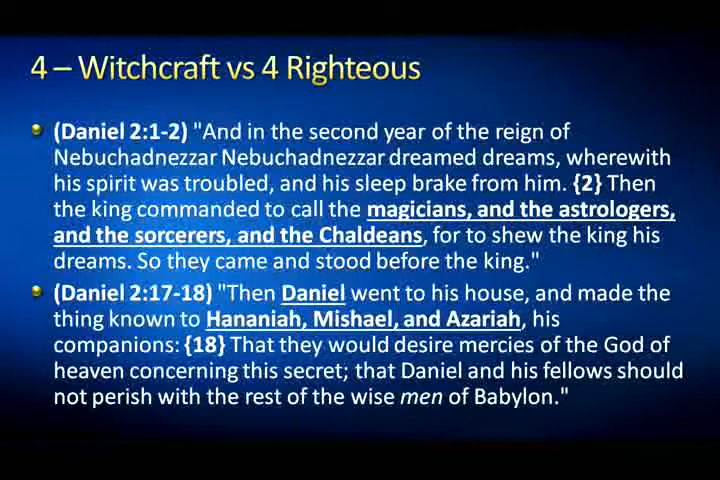 4 – Witchcraft vs 4 Righteous
(Daniel 2:1-2) "And in the second year of the reign of
Nebuchadnezzar Nebuchadnezzar dreamed dreams, wherewith
his spirit was troubled, and his sleep brake from him. {2} Then
the king commanded to call the magicians, and the astrologers,
and the sorcerers, and the Chaldeans, for to shew the king his
dreams. So they came and stood before the king."
(Daniel 2:17-18) "Then Daniel went to his house, and made the
thing known to Hananiah, Mishael, and Azariah, his
companions: {18} That they would desire mercies of the God of
heaven concerning this secret; that Daniel and his fellows should
not perish with the rest of the wise men of Babylon."